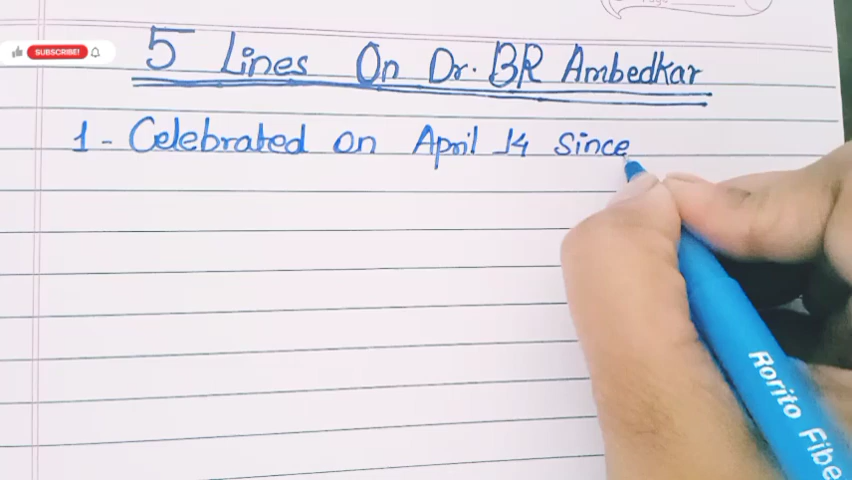 SUBSCRIBE!
5 Lines On Dr. BR Ambedkar
1 - Celebrated on April 14 since
Rorito Fibe